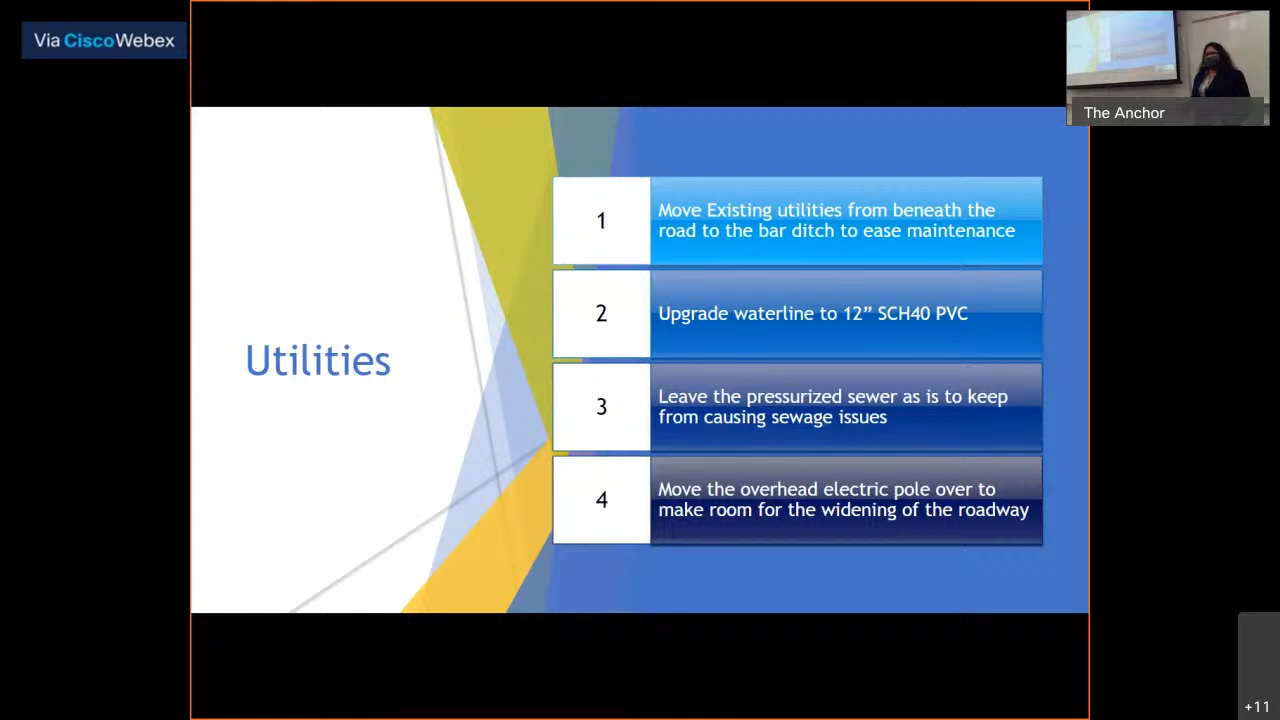 Via CiscoWebex
The Anchor
Utilities
1
Move Existing utilities from beneath the
road to the bar ditch to ease maintenance
2
Upgrade waterline to 12” SCH40 PVC
3
Leave the pressurized sewer as is to keep
from causing sewage issues
4
Move the overhead electric pole over to
make room for the widening of the roadway
+11